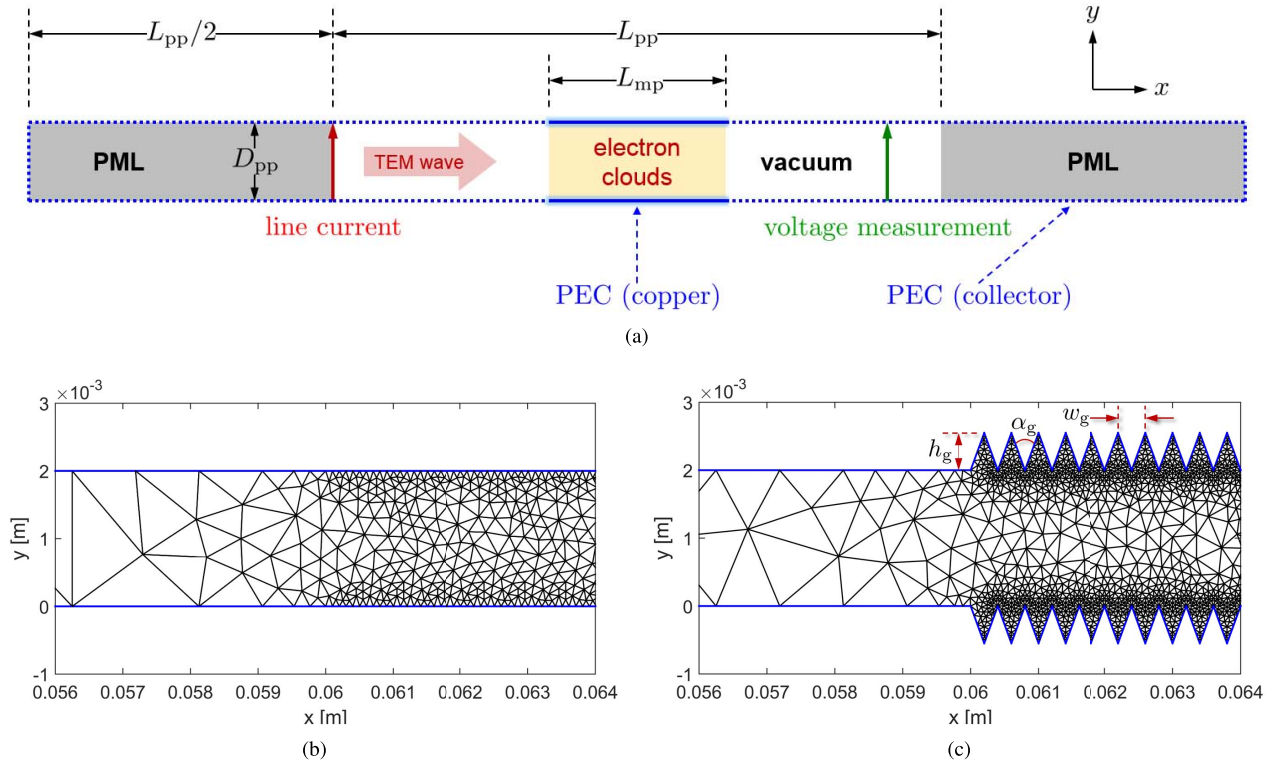 L_pp/2
L_pp
L_mp
y
x
PML
D_pp
TEM wave
electron
clouds
vacuum
PML
line current
voltage measurement
PEC (copper)
PEC (collector)
(a)
×10⁻³
3
2
1
0
-1
y [m]
0.056 0.057 0.058 0.059 0.06 0.061 0.062 0.063 0.064
x [m]
(b)
×10⁻³
3
2
1
0
-1
y [m]
h_g
α_g
w_g
0.056 0.057 0.058 0.059 0.06 0.061 0.062 0.063 0.064
x [m]
(c)